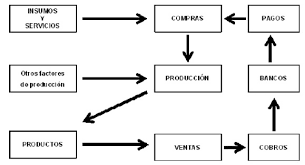 INSUMOS
y
SERVICIOS
COMPRAS
PAGOS
Otros factores
de producción
PRODUCCIÓN
BANCOS
PRODUCTOS
VENTAS
COBROS